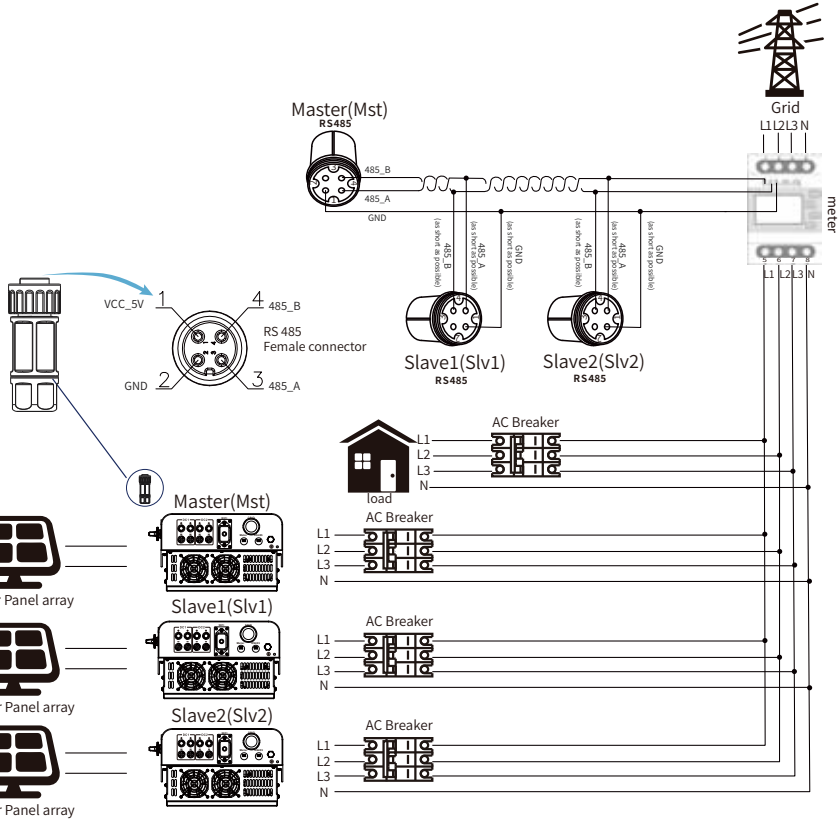 Grid
L1L2L3 N
Master(Mst)
RS485
485_B
485_A
GND
meter
5 6 7 8
L1 L2 L3 N
485_B
(as short as possible)
485_A
(as short as possible)
GND
(as short as possible)
485_B
(as short as possible)
485_A
(as short as possible)
GND
(as short as possible)
Slave1(Slv1)
RS485
Slave2(Slv2)
RS485
VCC_5V
1
4
485_B
RS 485
Female connector
GND
2
3
485_A
AC Breaker
L1
L2
L3
N
load
Master(Mst)
AC Breaker
L1
L2
L3
N
r Panel array
Slave1(Slv1)
AC Breaker
L1
L2
L3
N
r Panel array
Slave2(Slv2)
AC Breaker
L1
L2
L3
N
r Panel array